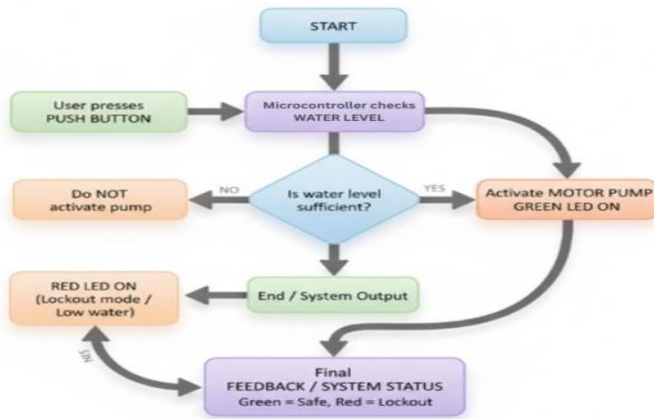 START
User presses
PUSH BUTTON
Microcontroller checks
WATER LEVEL
Do NOT
activate pump
NO
Is water level
sufficient?
YES
Activate MOTOR PUMP
GREEN LED ON
RED LED ON
(Lockout mode /
Low water)
End / System Output
Final
FEEDBACK / SYSTEM STATUS
Green = Safe, Red = Lockout